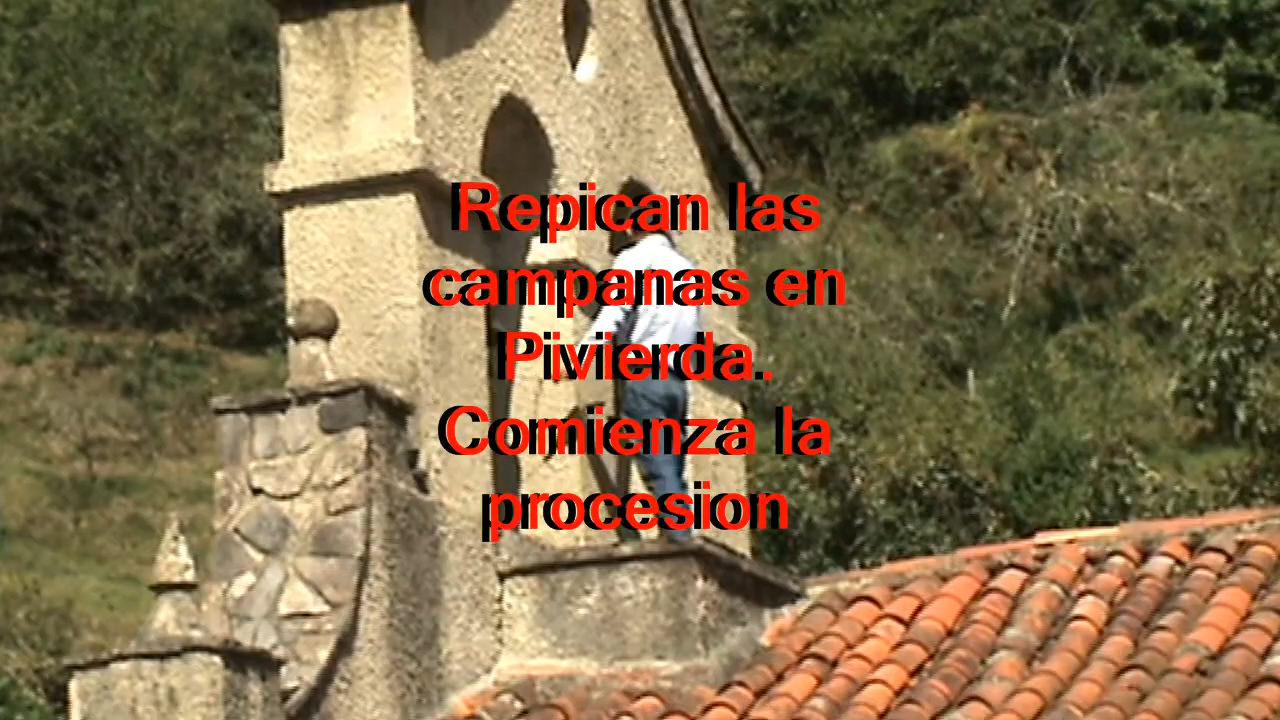 Repican las
campanas en
Pivierda.
Comienza la
procesion